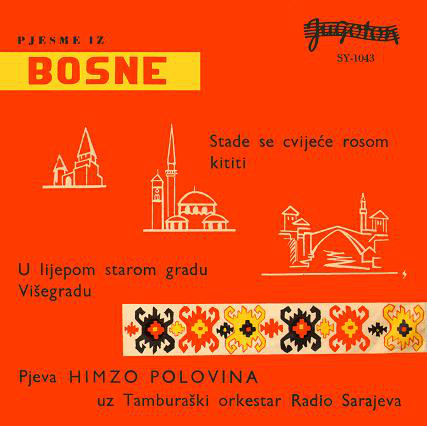 PJESME IZ
BOSNE
Jugoton
SY-1043
Stade se cvijeće rosom
kititi
U lijepom starom gradu
Višegradu
Pjeva HIMZO POLOVINA
uz Tamburaški orkestar Radio Sarajeva